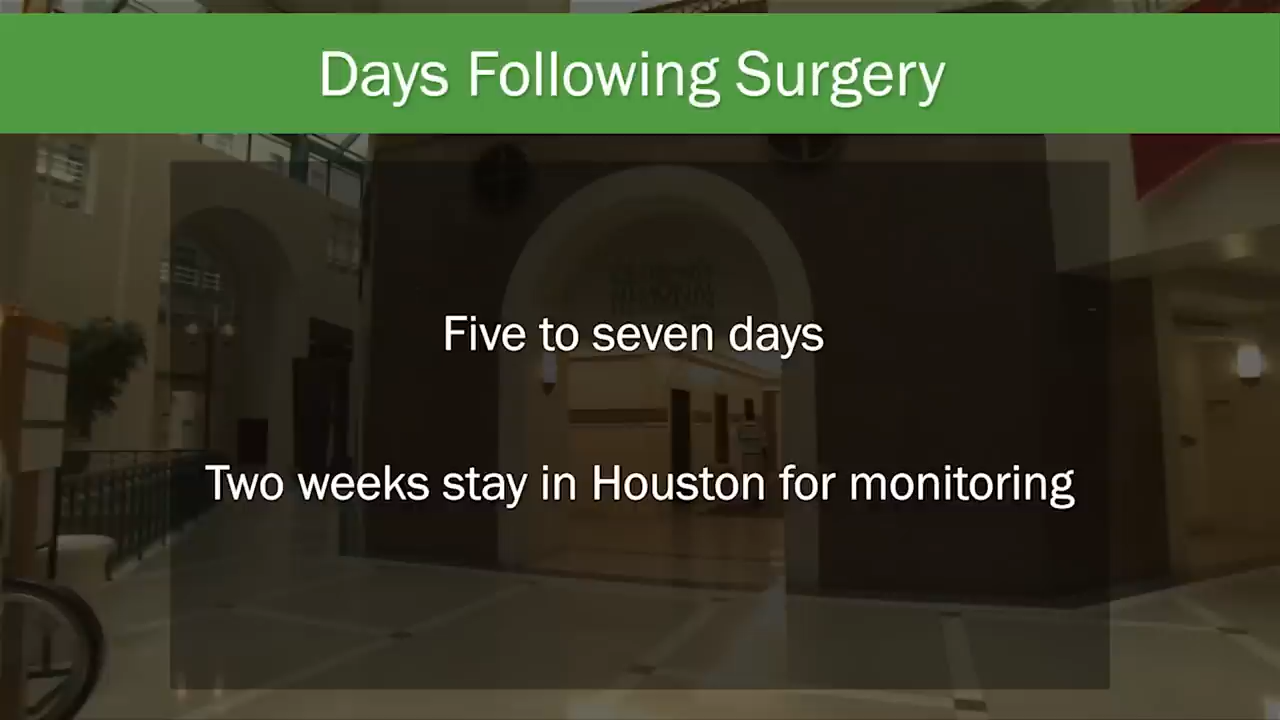 Days Following Surgery
Five to seven days
Two weeks stay in Houston for monitoring